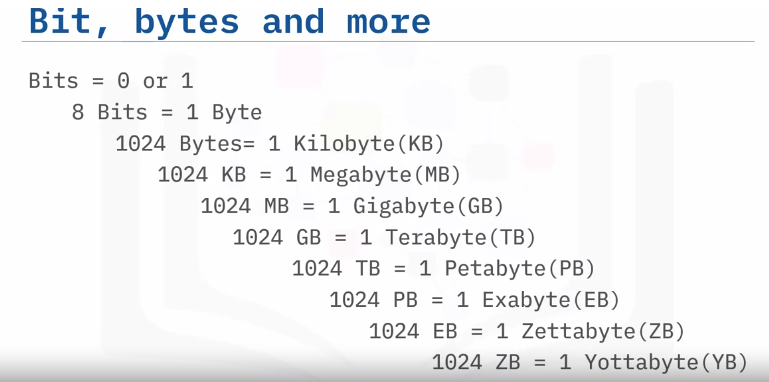 Bit, bytes and more
Bits = 0 or 1
8 Bits = 1 Byte
1024 Bytes= 1 Kilobyte(KB)
1024 KB = 1 Megabyte(MB)
1024 MB = 1 Gigabyte(GB)
1024 GB = 1 Terabyte(TB)
1024 TB = 1 Petabyte(PB)
1024 PB = 1 Exabyte(EB)
1024 EB = 1 Zettabyte(ZB)
1024 ZB = 1 Yottabyte(YB)